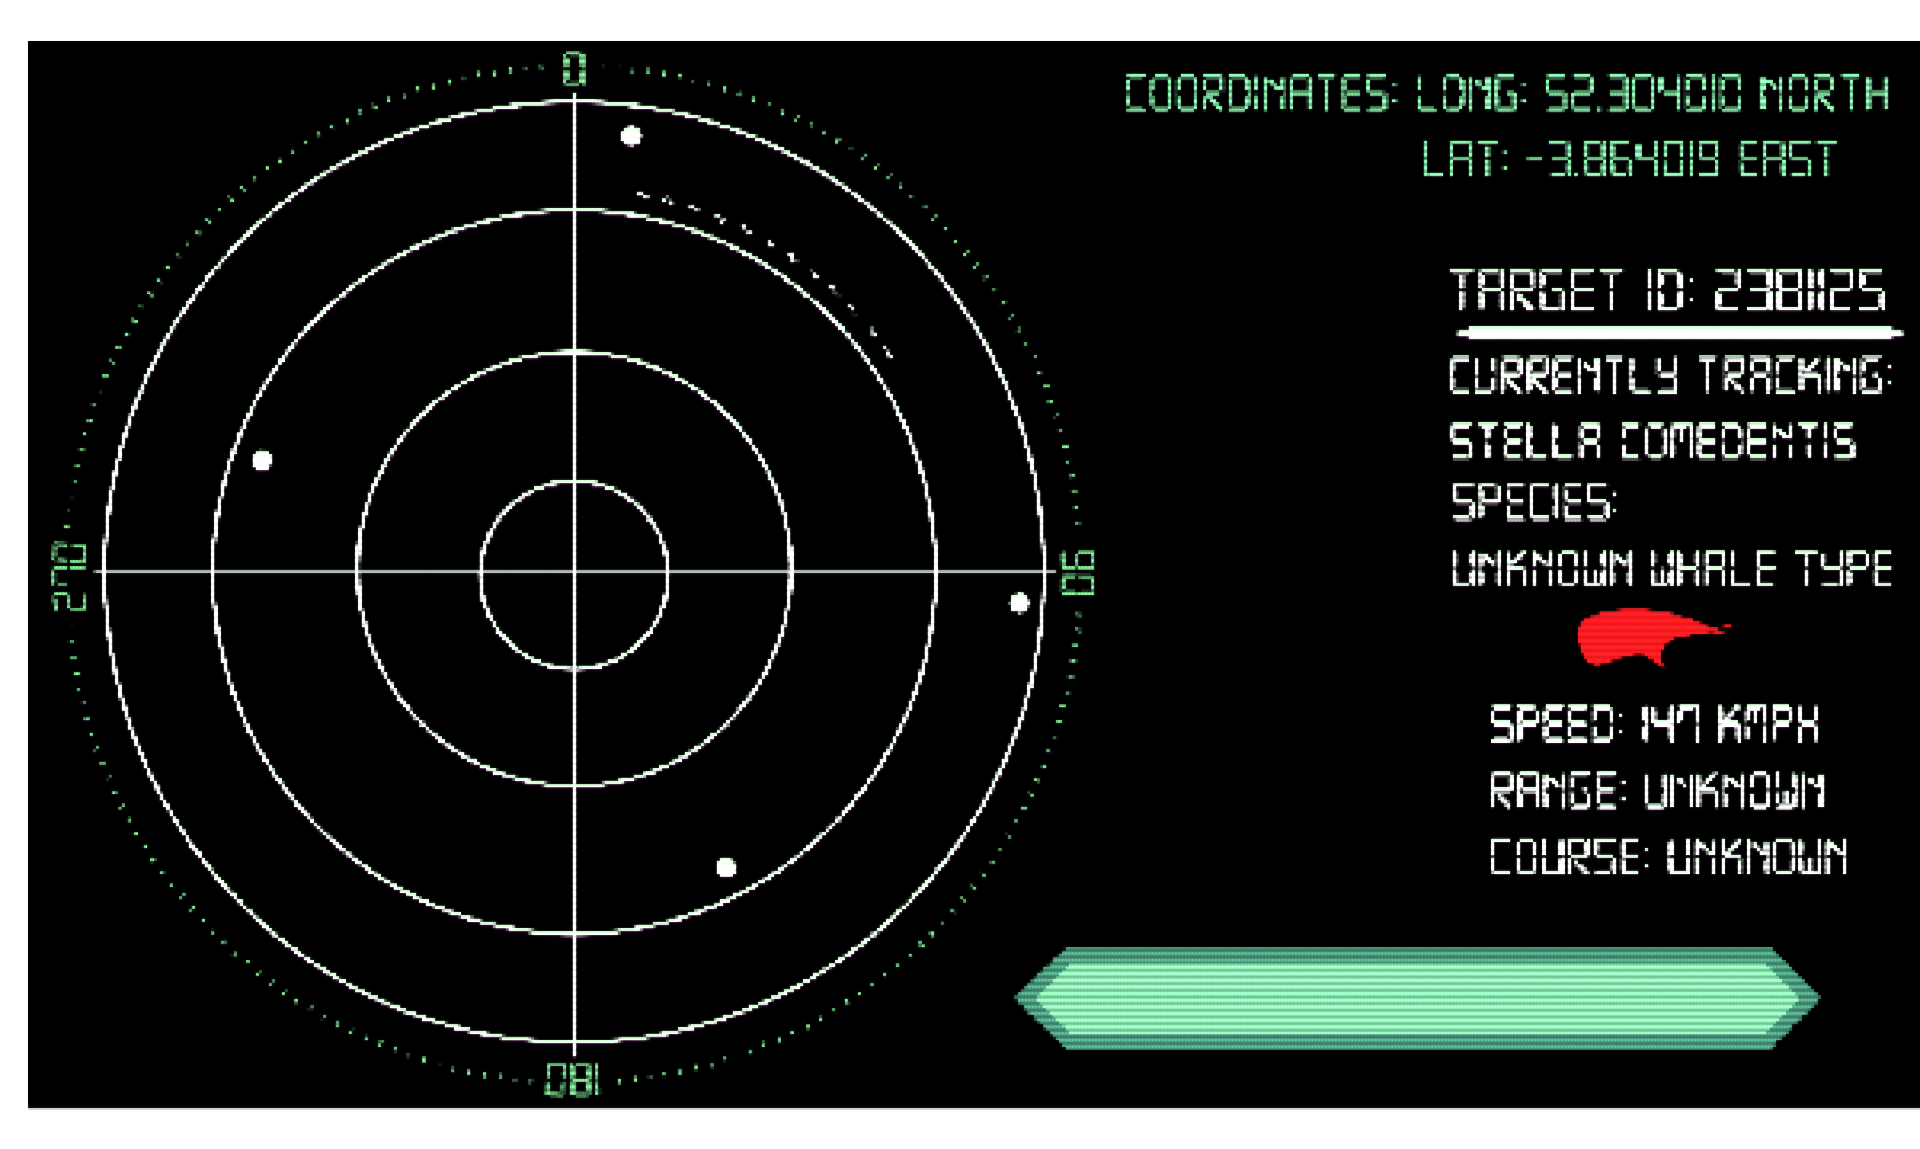 0
90
180
270
COORDINATES: LONG: 52.304010 NORTH
LAT: -3.864019 EAST
TARGET ID: 2381125
CURRENTLY TRACKING:
STELLA COMEDENTIS
SPECIES:
UNKNOWN WHALE TYPE
SPEED: 147 KMPH
RANGE: UNKNOWN
COURSE: UNKNOWN